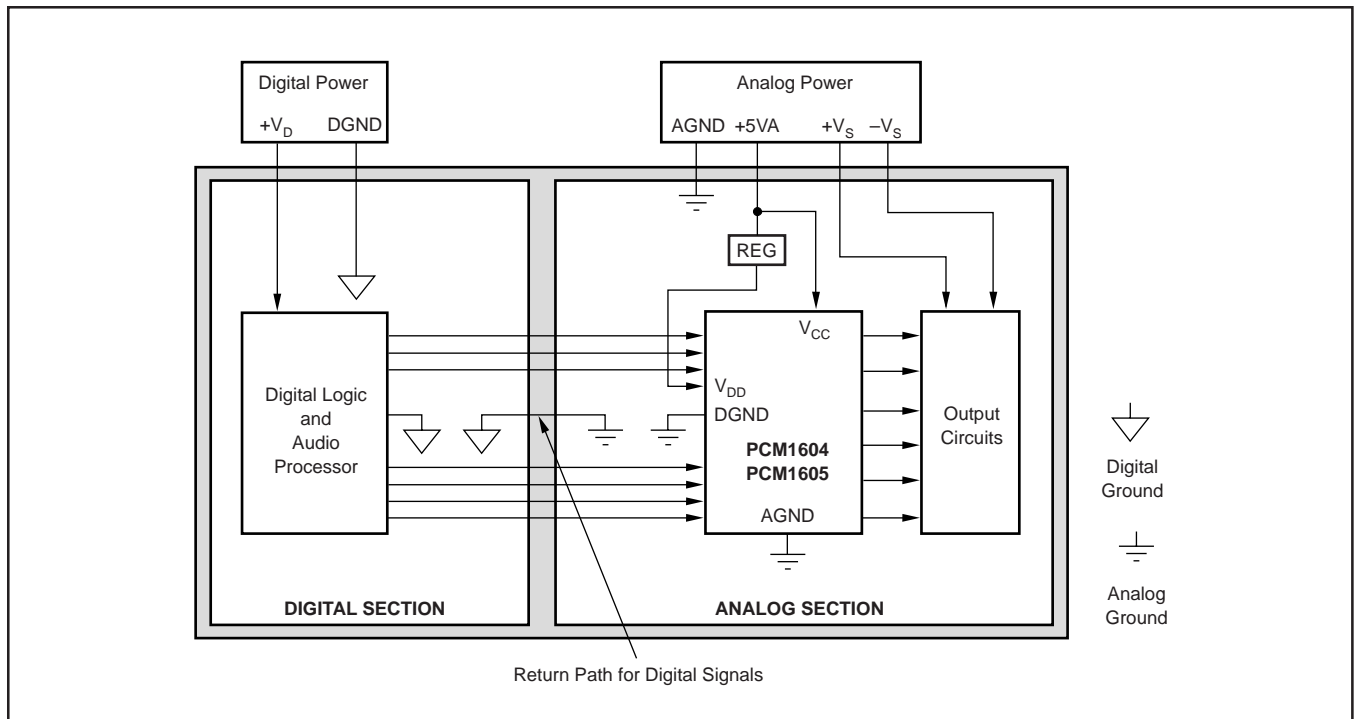 Digital Power
+VD DGND
Analog Power
AGND +5VA +VS –VS
REG
VCC
VDD
DGND
PCM1604
PCM1605
AGND
Digital Logic
and
Audio
Processor
Output
Circuits
Digital
Ground
Analog
Ground
DIGITAL SECTION
ANALOG SECTION
Return Path for Digital Signals